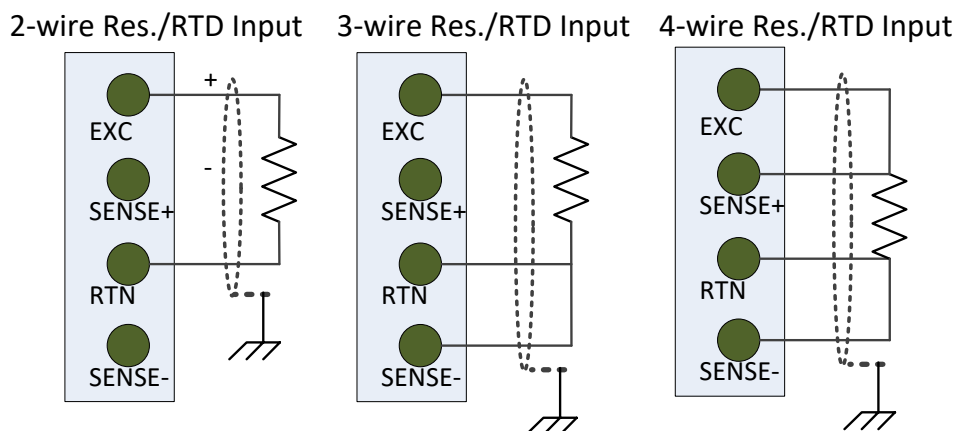 2-wire Res./RTD Input
+
EXC
-
SENSE+
RTN
SENSE-
3-wire Res./RTD Input
EXC
SENSE+
RTN
SENSE-
4-wire Res./RTD Input
EXC
SENSE+
RTN
SENSE-